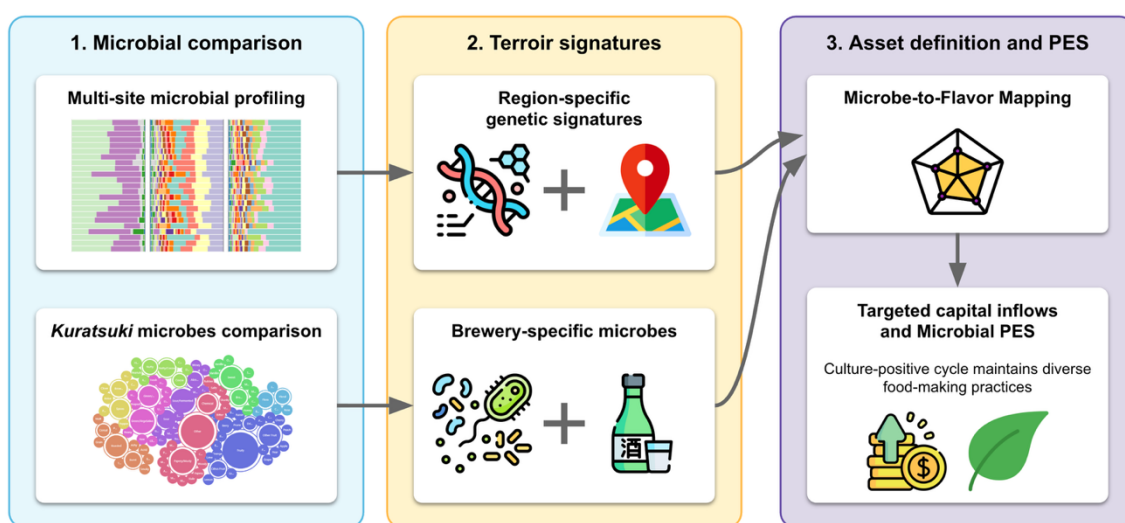 1. Microbial comparison
Multi-site microbial profiling
Kuratsuki microbes comparison
2. Terroir signatures
Region-specific
genetic signatures
Brewery-specific microbes
酒
3. Asset definition and PES
Microbe-to-Flavor Mapping
Targeted capital inflows
and Microbial PES
Culture-positive cycle maintains diverse
food-making practices
$